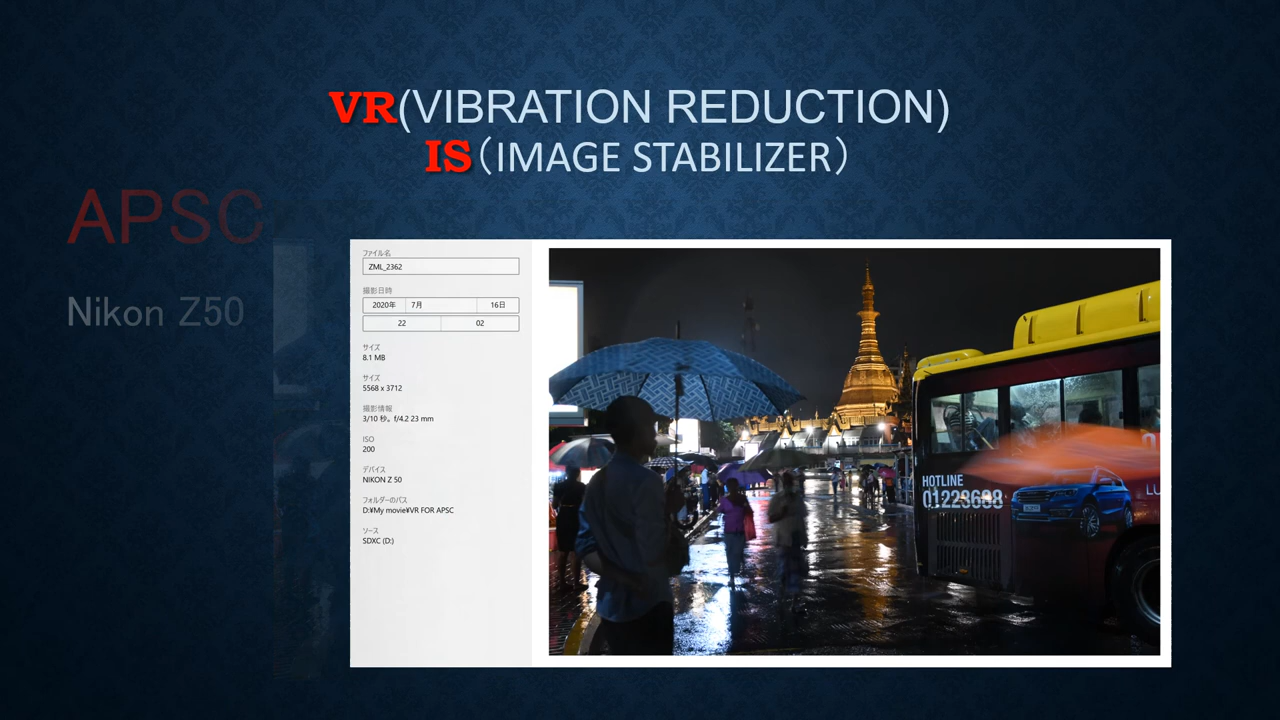 VR(VIBRATION REDUCTION)
IS（IMAGE STABILIZER）
APSC
Nikon Z50
ファイル名
ZML_2362
撮影日時
2020年 7月 16日
22 02
サイズ
8.1 MB
サイズ
5568 x 3712
撮影情報
3/10 秒。f/4.2 23 mm
ISO
200
デバイス
NIKON Z 50
フォルダーのパス
D:¥My movie¥VR FOR APSC
ソース
SDXC (D:)
HOTLINE
01223688
LU